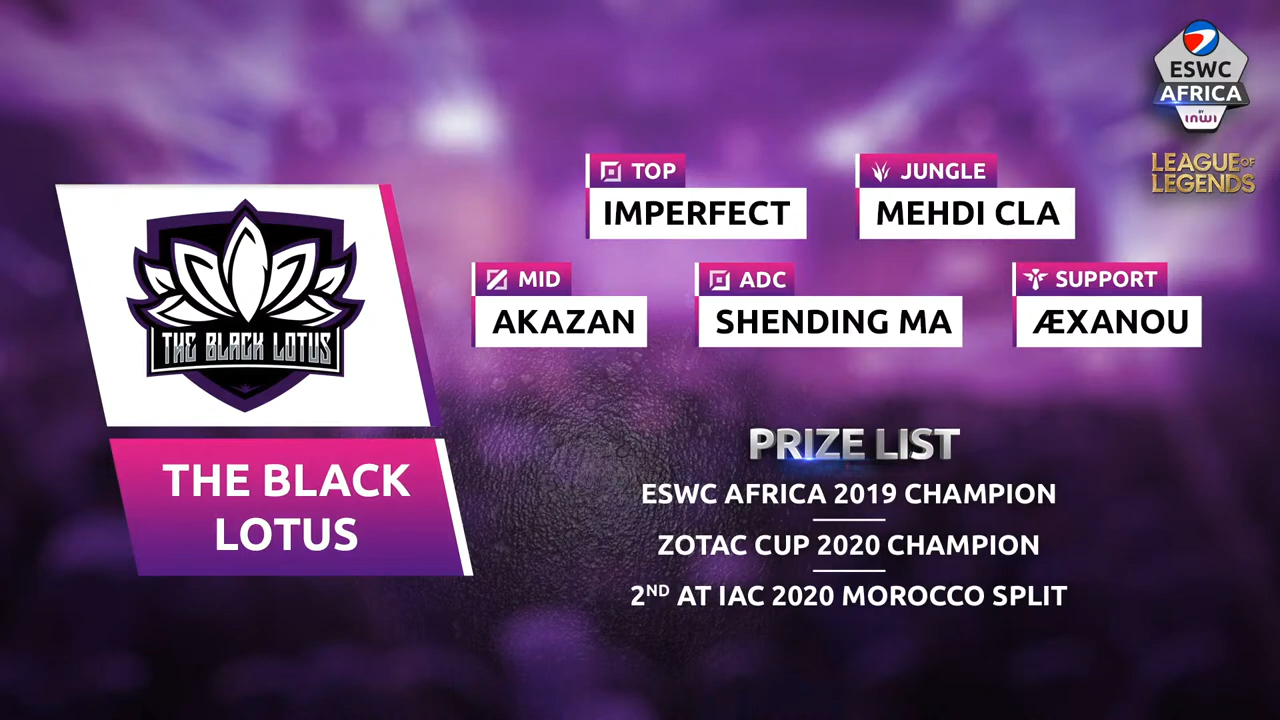 ESWC
AFRICA
BY
inwi
LEAGUE OF
LEGENDS
TOP
IMPERFECT
JUNGLE
MEHDI CLA
MID
AKAZAN
ADC
SHENDING MA
SUPPORT
ÆXANOU
THE BLACK LOTUS
THE BLACK
LOTUS
PRIZE LIST
ESWC AFRICA 2019 CHAMPION
ZOTAC CUP 2020 CHAMPION
2ND AT IAC 2020 MOROCCO SPLIT